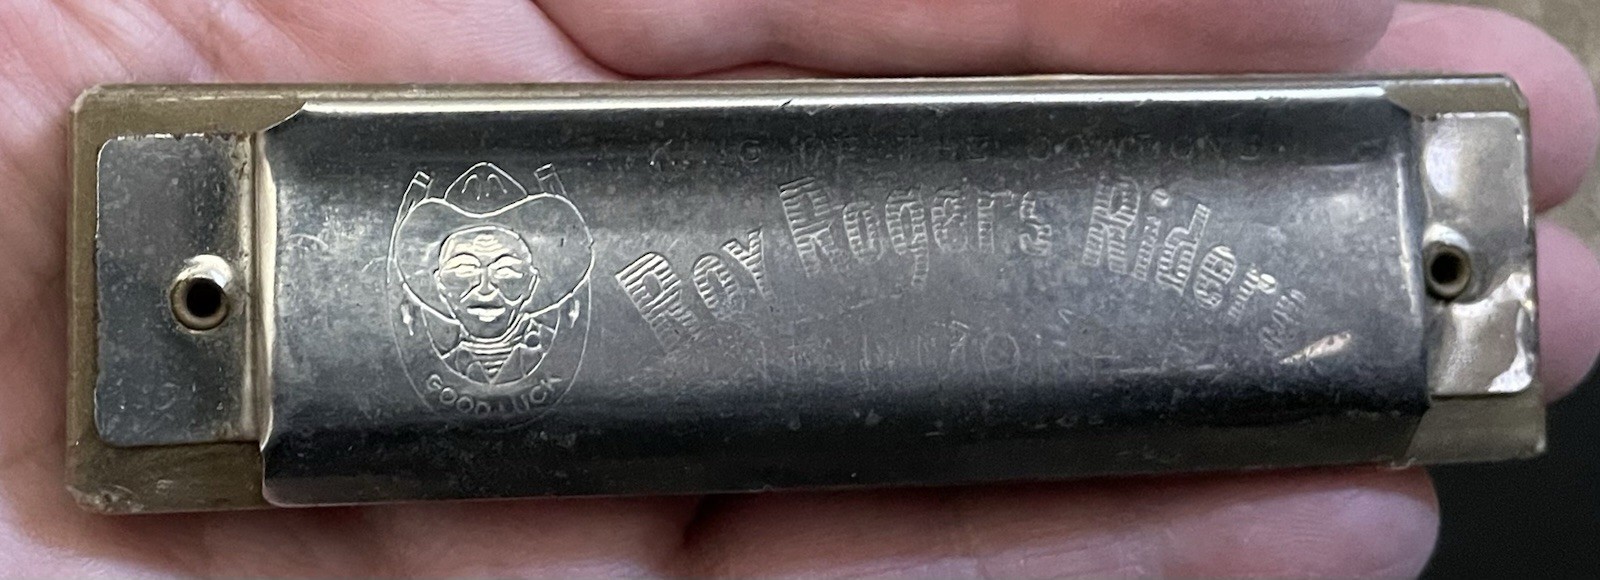 KING OF THE COWBOYS
Roy Rogers Riders
GOOD LUCK